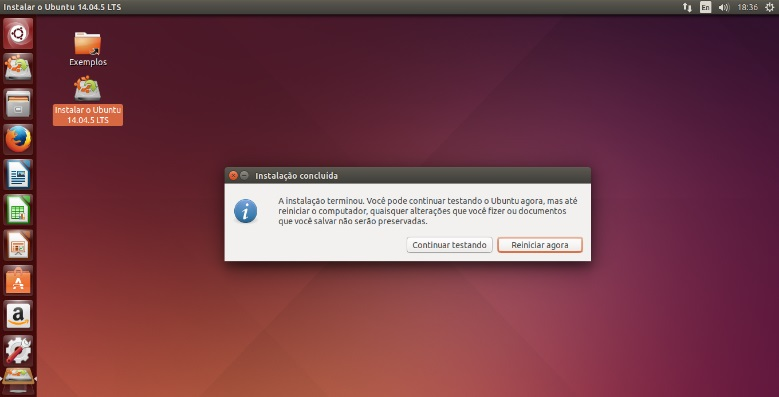 Instalar o Ubuntu 14.04.5 LTS
En
18:36
Exemplos
Instalar o Ubuntu
14.04.5 LTS
Instalação concluída
A instalação terminou. Você pode continuar testando o Ubuntu agora, mas até
reiniciar o computador, quaisquer alterações que você fizer ou documentos
que você salvar não serão preservadas.
Continuar testando
Reiniciar agora